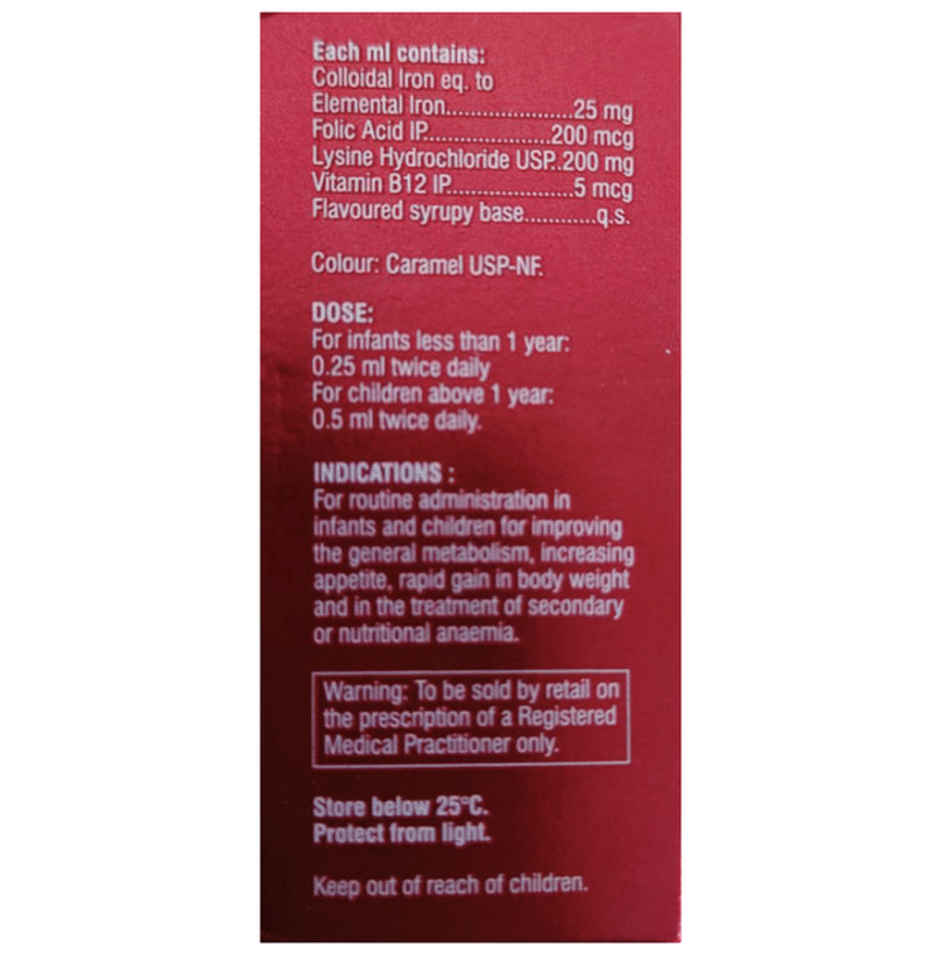 Each ml contains:
Colloidal Iron eq. to
Elemental Iron.....................25 mg
Folic Acid IP.....................200 mcg
Lysine Hydrochloride USP..200 mg
Vitamin B12 IP....................5 mcg
Flavoured syrupy base............q.s.
Colour: Caramel USP-NF.
DOSE:
For infants less than 1 year:
0.25 ml twice daily
For children above 1 year:
0.5 ml twice daily.
INDICATIONS :
For routine administration in
infants and children for improving
the general metabolism, increasing
appetite, rapid gain in body weight
and in the treatment of secondary
or nutritional anaemia.
Warning: To be sold by retail on
the prescription of a Registered
Medical Practitioner only.
Store below 25°C.
Protect from light.
Keep out of reach of children.